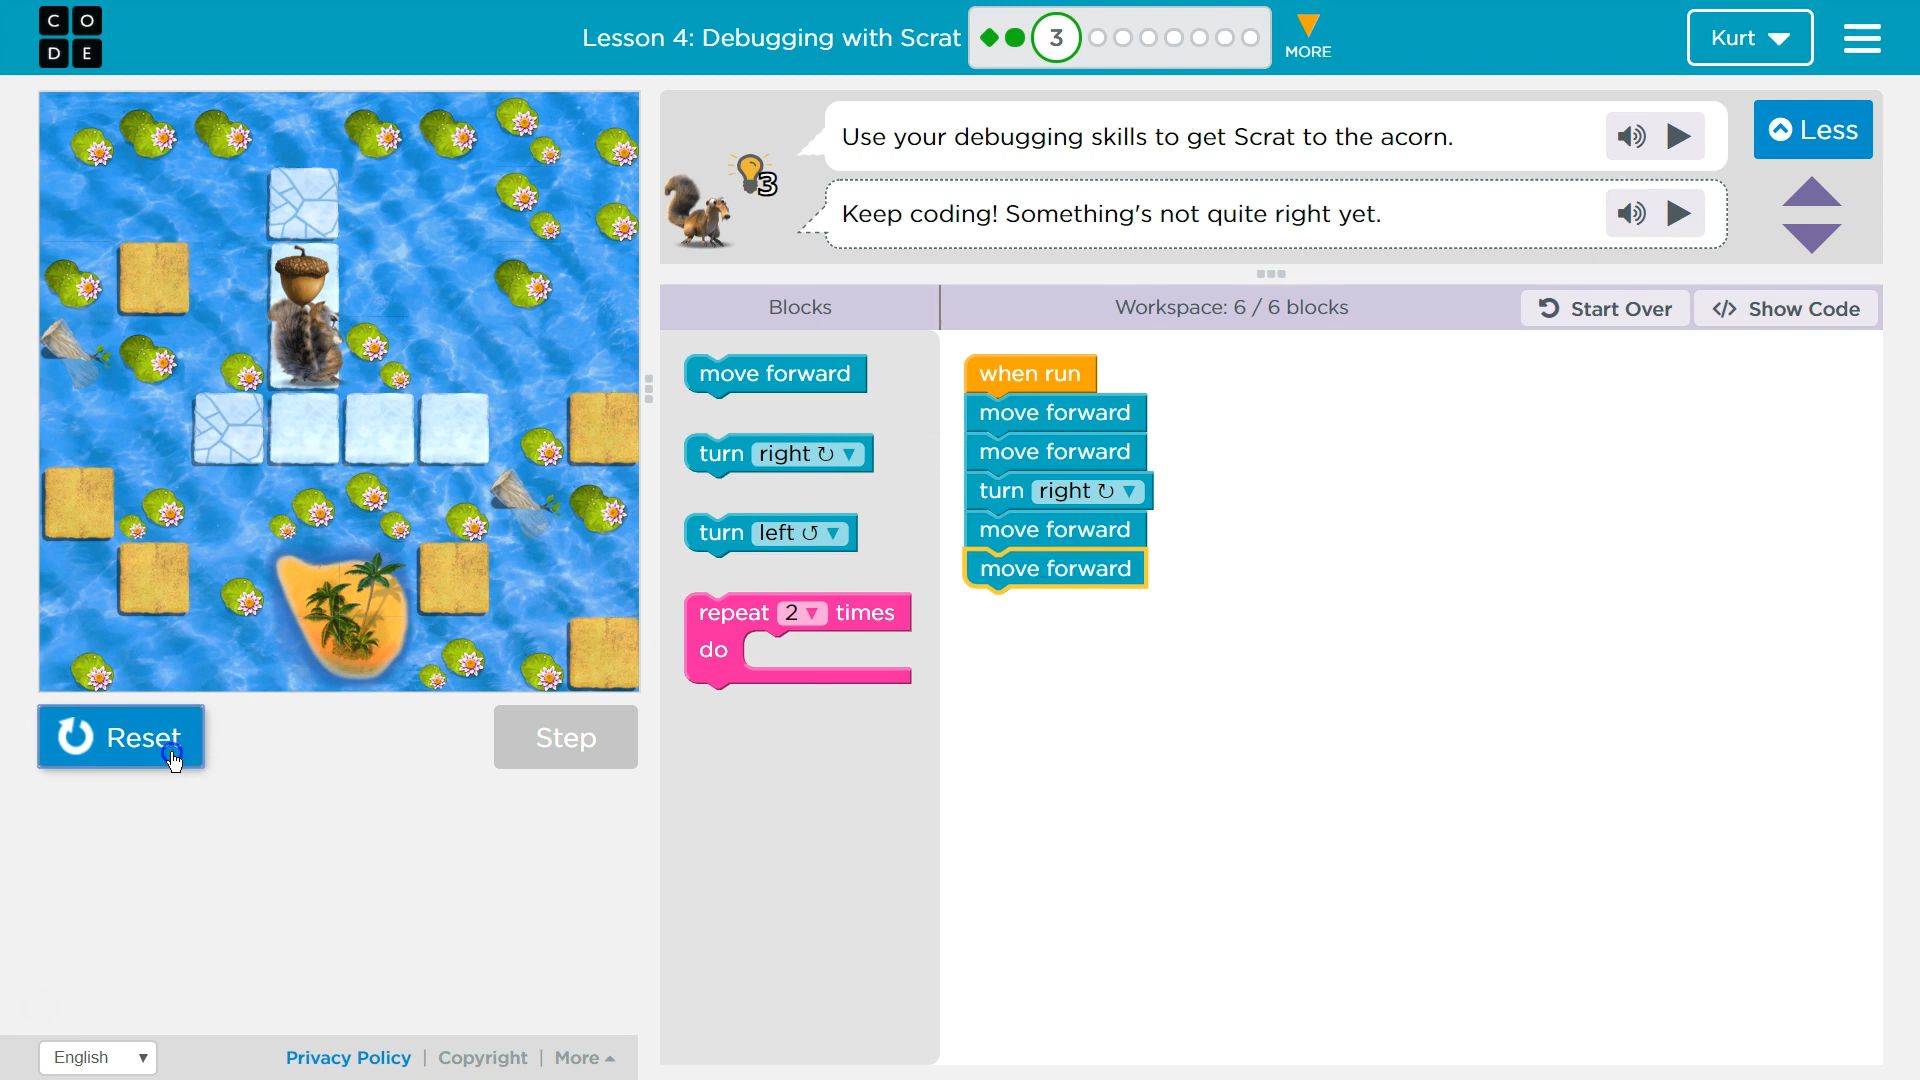 C O
D E
Lesson 4: Debugging with Scrat
3
MORE
Kurt
Use your debugging skills to get Scrat to the acorn.
Less
3
Keep coding! Something's not quite right yet.
Blocks
Workspace: 6 / 6 blocks
Start Over
</> Show Code
move forward
turn right ↻ ▼
turn left ↺ ▼
repeat 2 ▼ times
do
when run
move forward
move forward
turn right ↻ ▼
move forward
move forward
Reset
Step
English ▼
Privacy Policy | Copyright | More